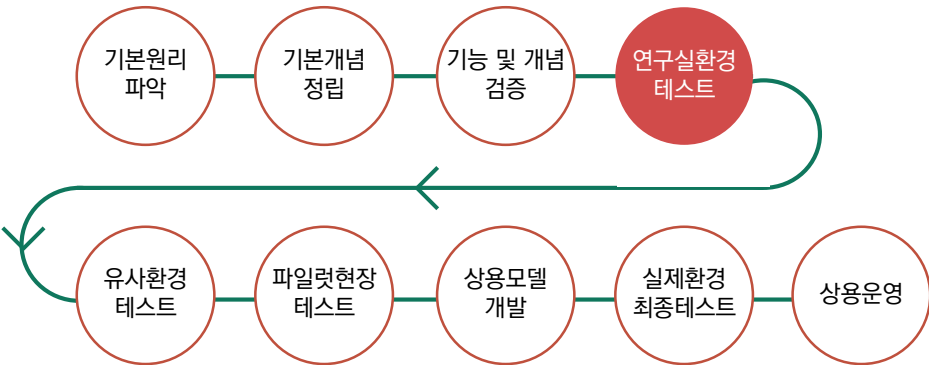 기본원리
파악
기본개념
정립
기능 및 개념
검증
연구실환경
테스트
유사환경
테스트
파일럿현장
테스트
상용모델
개발
실제환경
최종테스트
상용운영